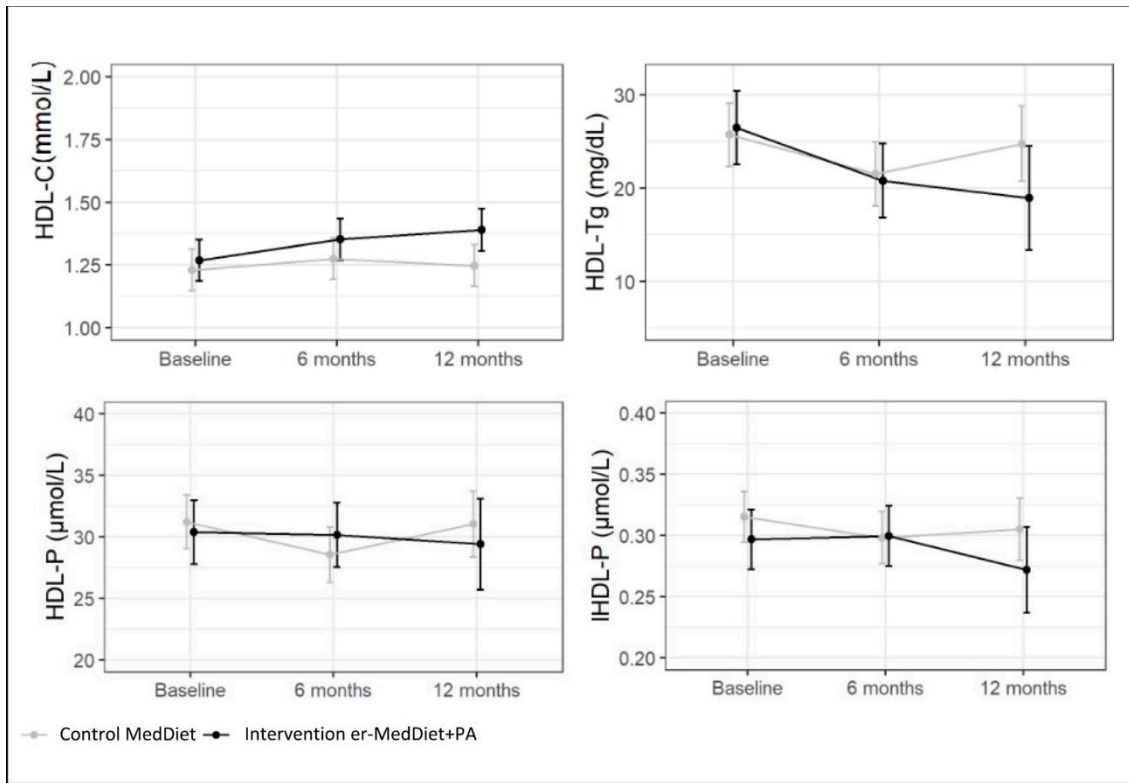 HDL-C(mmol/L)
2.00
1.75
1.50
1.25
1.00
Baseline
6 months
12 months
HDL-Tg (mg/dL)
30
20
10
Baseline
6 months
12 months
HDL-P (µmol/L)
40
35
30
25
20
Baseline
6 months
12 months
lHDL-P (µmol/L)
0.40
0.35
0.30
0.25
0.20
Baseline
6 months
12 months
Control MedDiet Intervention er-MedDiet+PA